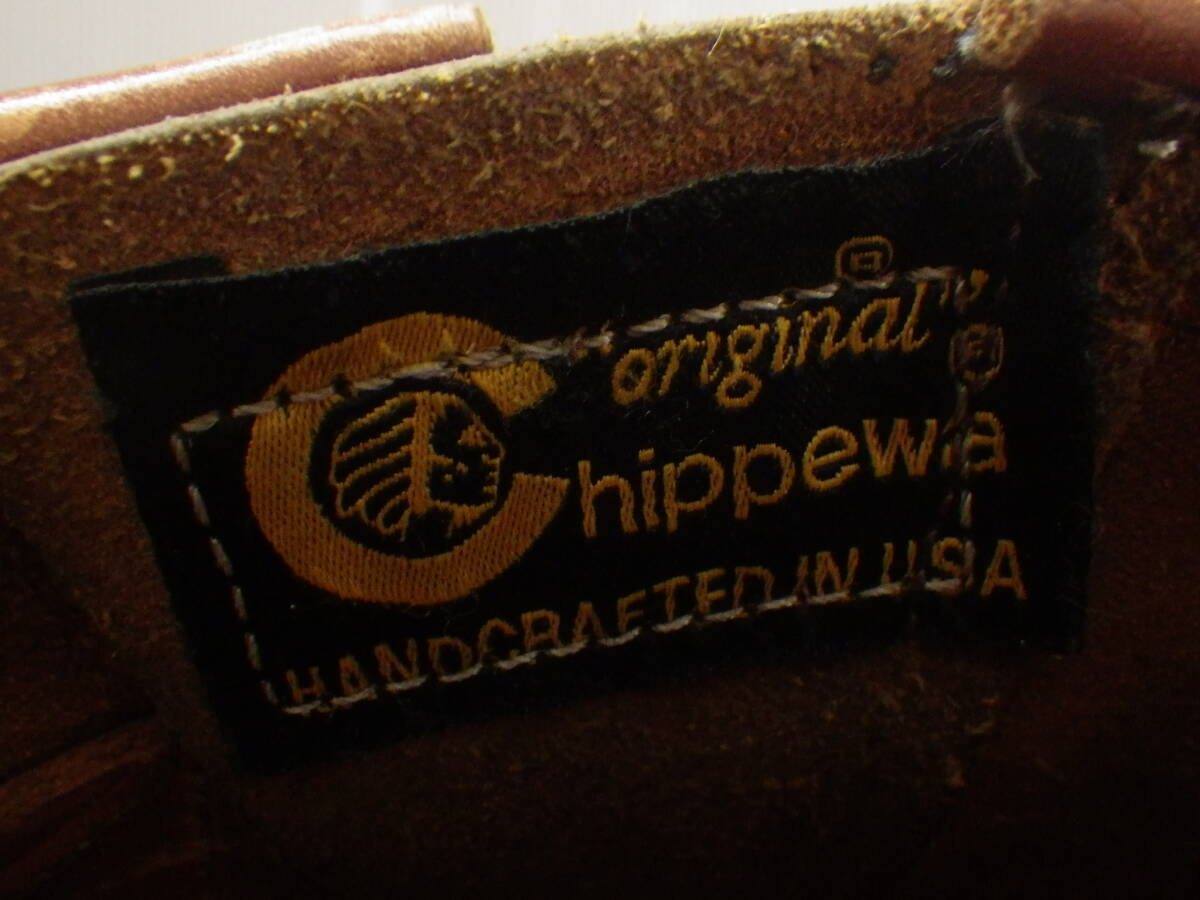 "original" ®
Chippewa ®
HANDCRAFTED IN USA